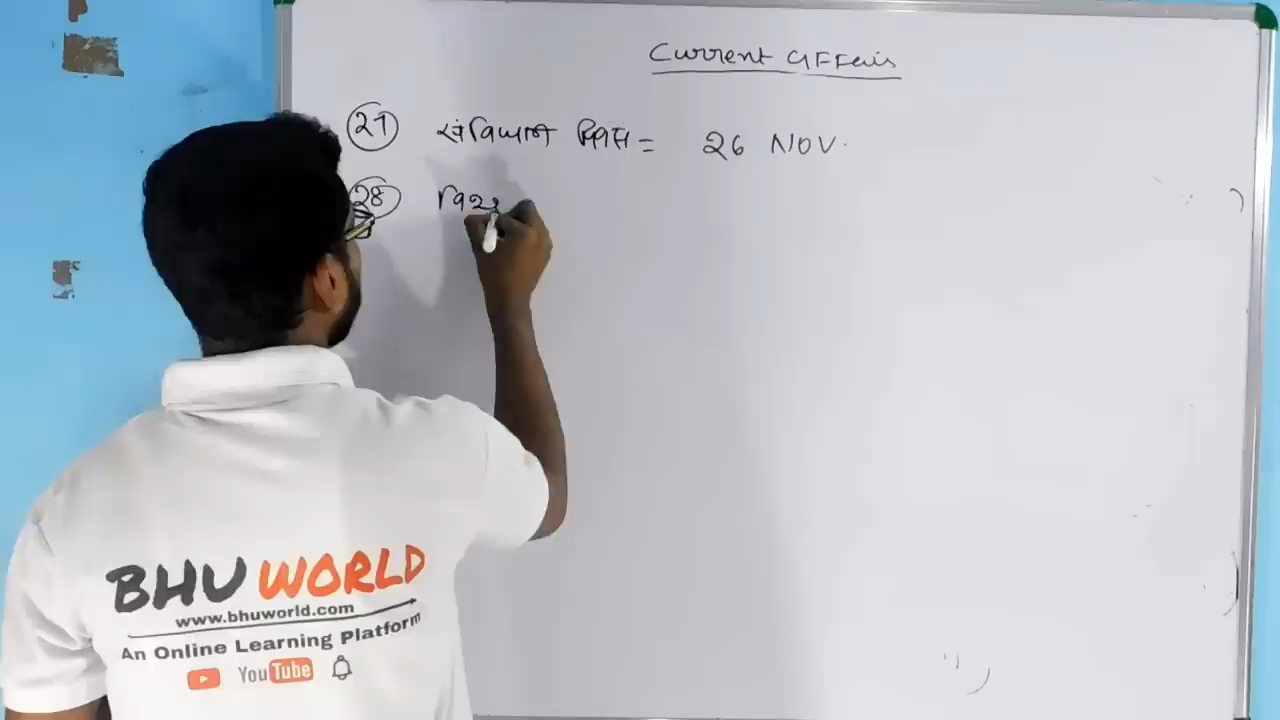 Current Affairs
27 संविधान दिवस = 26 NOV.
28 विश
BHU WORLD
www.bhuworld.com
An Online Learning Platform
YouTube